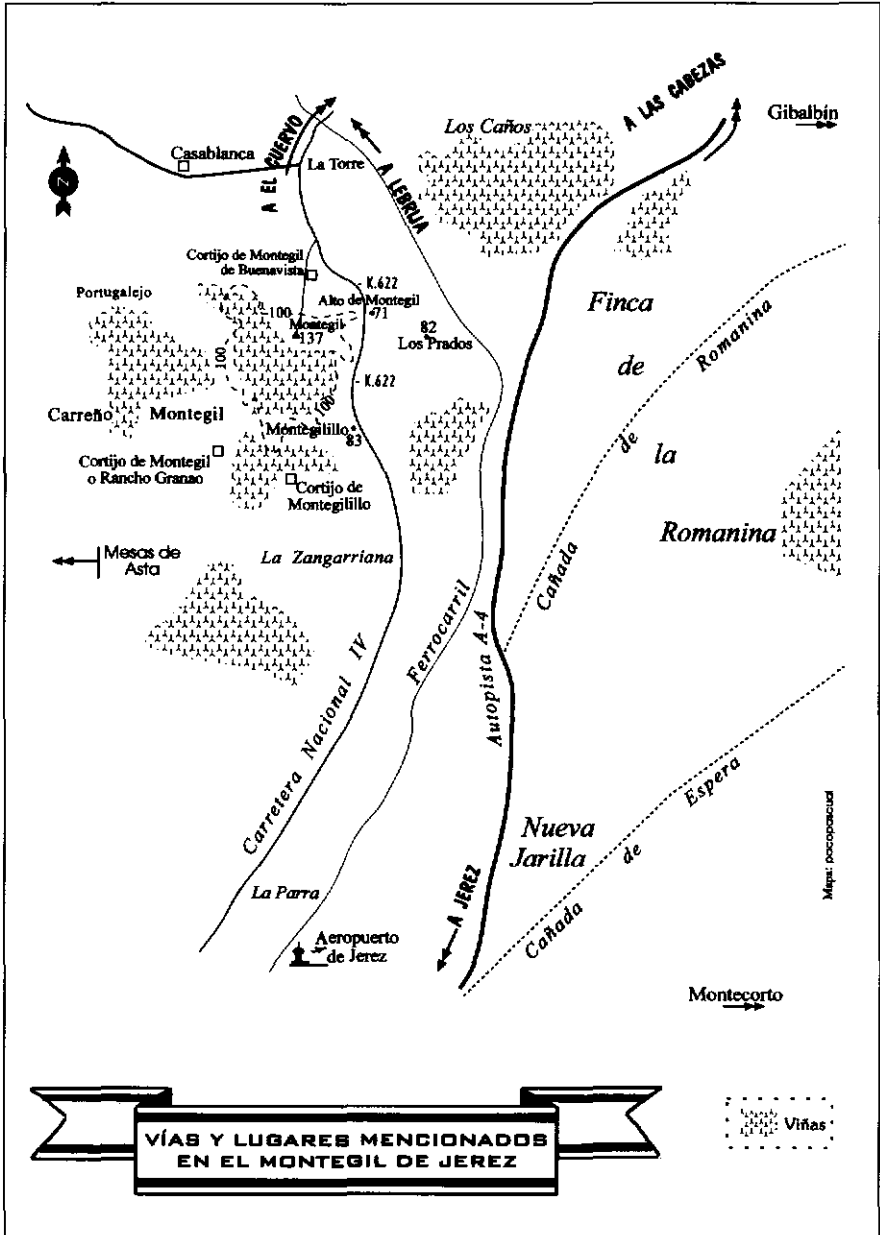 A LAS CABEZAS
Gibalbín
Los Caños
A EL CUERVO
A LEBRIJA
Casablanca
La Torre
N
Cortijo de Montegil
de Buenavista
K.622
Alto de Montegil
71
Portugalejo
100
Montegil
137
82
Los Prados
Finca
de
la
Romanina
Cañada
de
Romanina
100
K.622
100
Carreño
Montegil
Montegilillo
83
Cortijo de Montegil
o Rancho Granao
Cortijo de
Montegilillo
Mesas de
Asta
La Zangarriana
Carretera Nacional IV
Ferrocarril
Autopista A-4
Nueva
Jarilla
Cañada
de
Espera
Mapa: pacopascual
La Parra
A JEREZ
Aeropuerto
de Jerez
Montecorto
VÍAS Y LUGARES MENCIONADOS
EN EL MONTEGIL DE JEREZ
Viñas